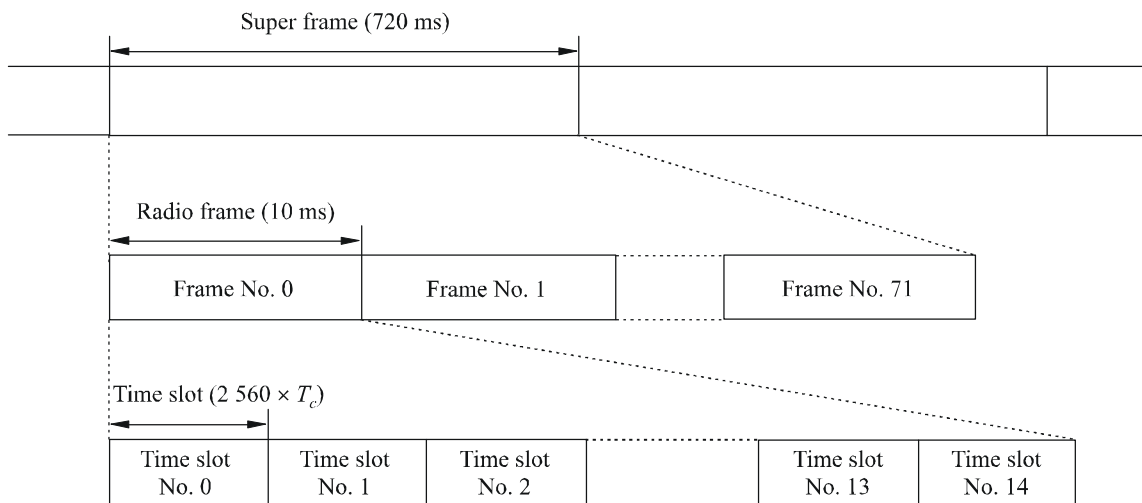 Super frame (720 ms)
Radio frame (10 ms)
Frame No. 0
Frame No. 1
Frame No. 71
Time slot (2 560 × Tc)
Time slot
No. 0
Time slot
No. 1
Time slot
No. 2
Time slot
No. 13
Time slot
No. 14